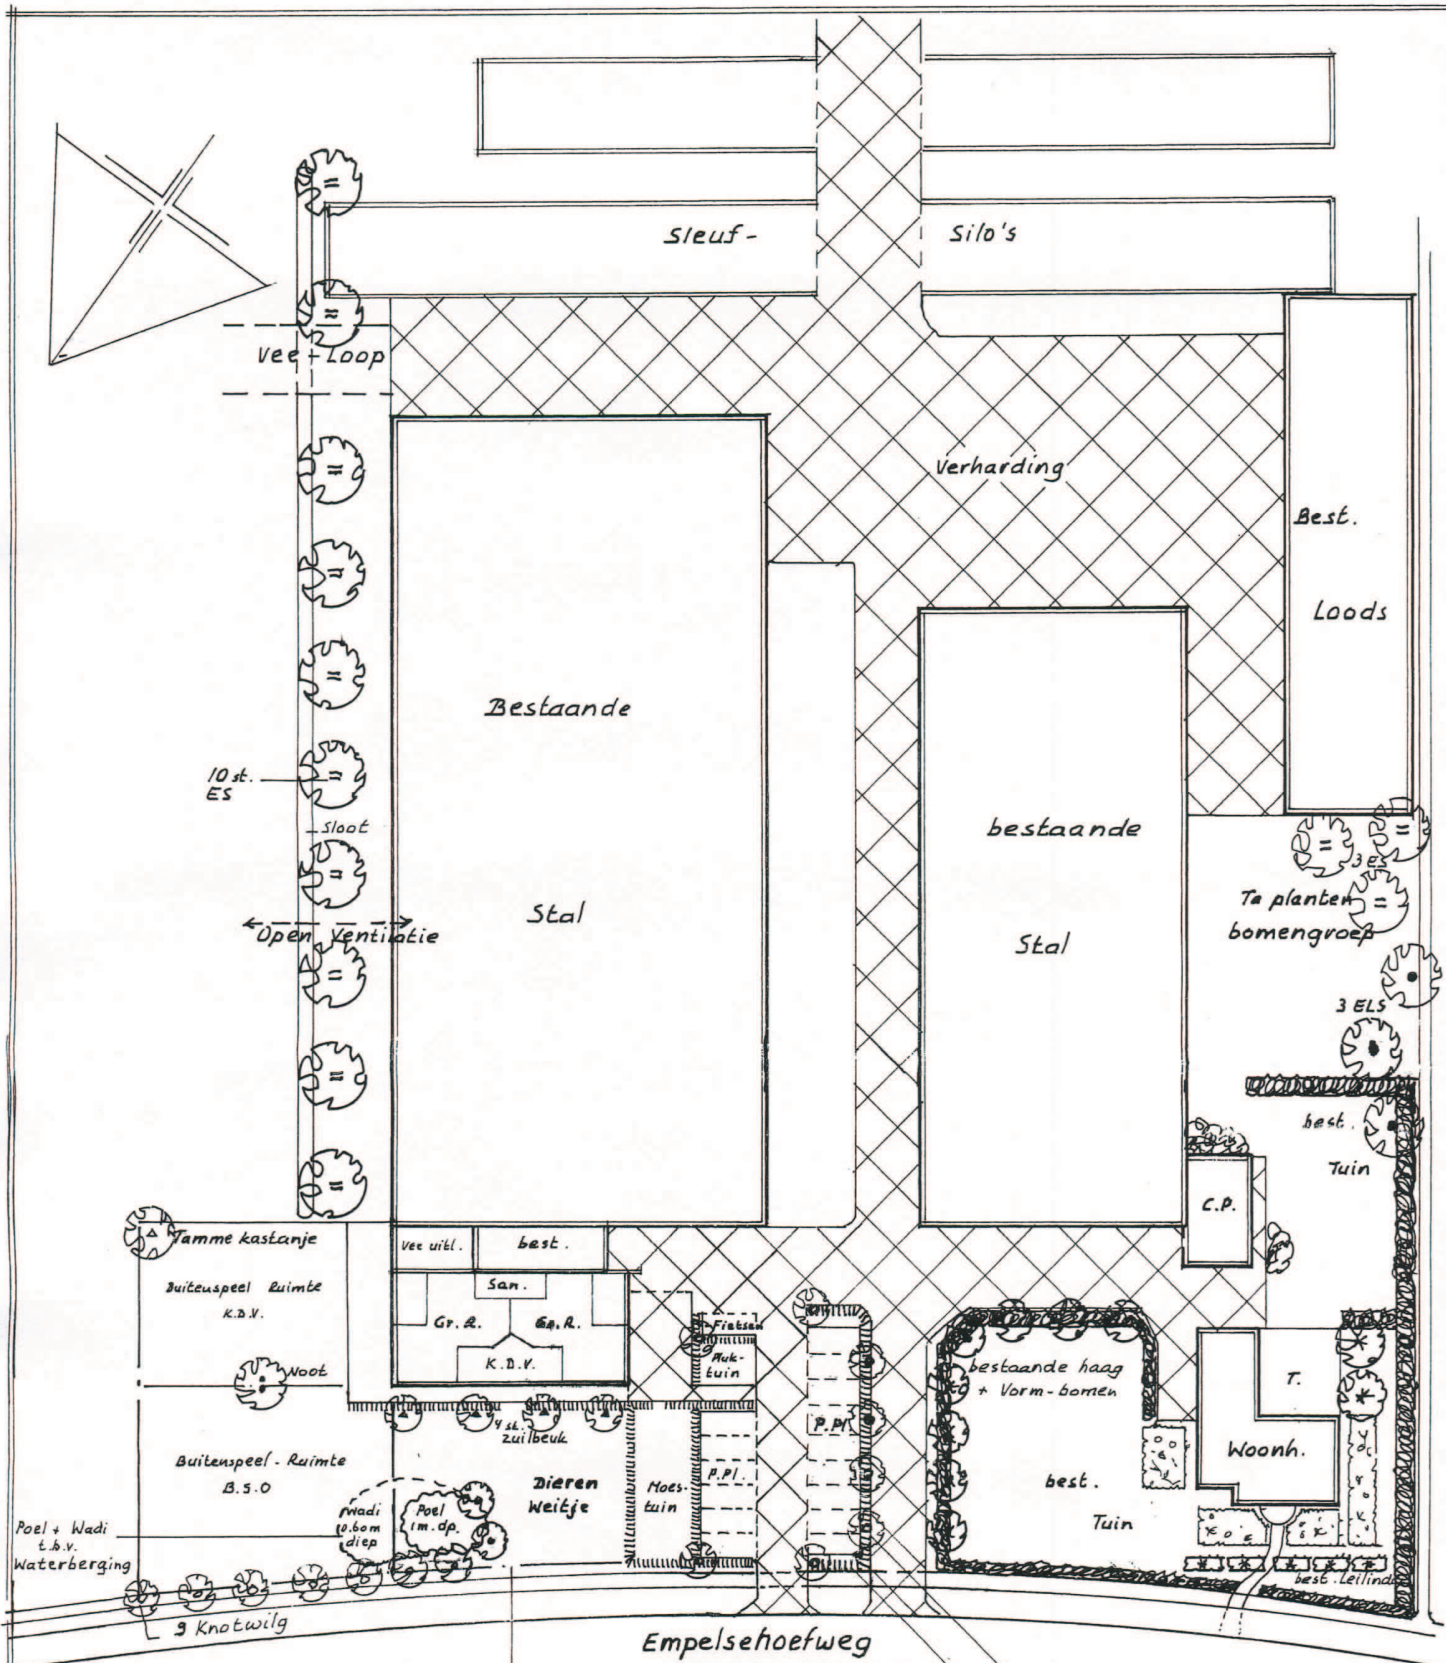 Sleuf- Silo's
Vee-Loop
Verharding
Best.
Loods
Bestaande
Stal
10 st.
ES
Sloot
bestaande
Stal
3 ES
Te planten
bomengroep
Open Ventilatie
3 ELS
best.
Tuin
C.P.
Tamme kastanje
Vee uitl.
best.
Buitenspeel Ruimte
K.D.V.
San.
Gr. R.
K.D.V.
Fietsen
Pluk-
tuin
bestaande haag
+ Vorm-bomen
T.
Noot
4 st.
Zuilbeuk
P.Pl
Woonh.
Buitenspeel-Ruimte
B.S.O
Dieren
Weitje
Moes-
tuin
P.Pl.
best.
Tuin
Wadi
0.60m
diep
Poel
1m.dp.
Poel + Wadi
t.b.v.
Waterberging
best. Leilinde
9 Knotwilg
Empelsehoefweg